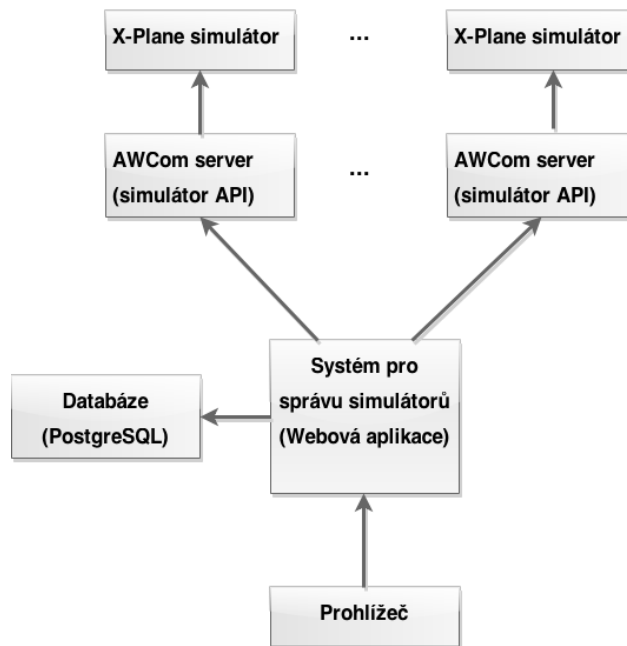 X-Plane simulátor
...
X-Plane simulátor
AWCom server
(simulátor API)
...
AWCom server
(simulátor API)
Systém pro
správu simulátorů
(Webová aplikace)
Databáze
(PostgreSQL)
Prohlížeč